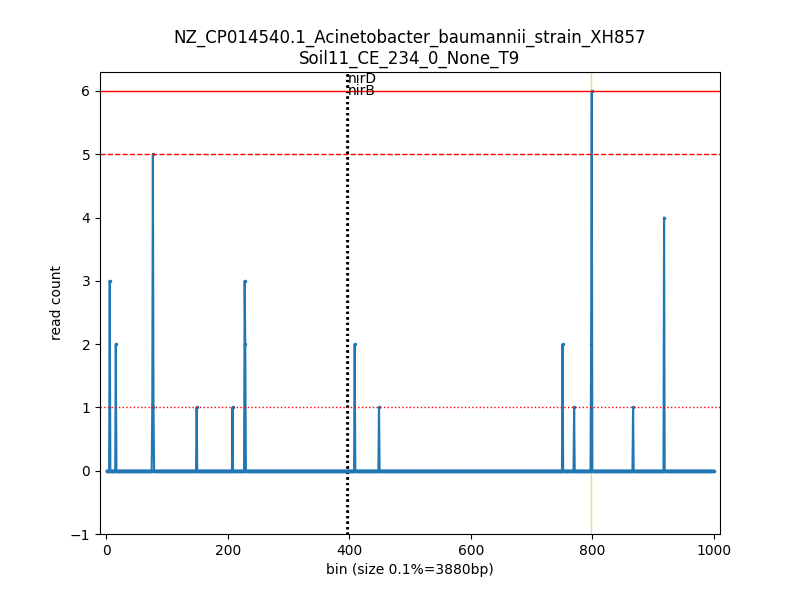 NZ_CP014540.1_Acinetobacter_baumannii_strain_XH857
Soil11_CE_234_0_None_T9
nirD
nirB
6
5
4
3
2
1
0
−1
read count
0 200 400 600 800 1000
bin (size 0.1%=3880bp)